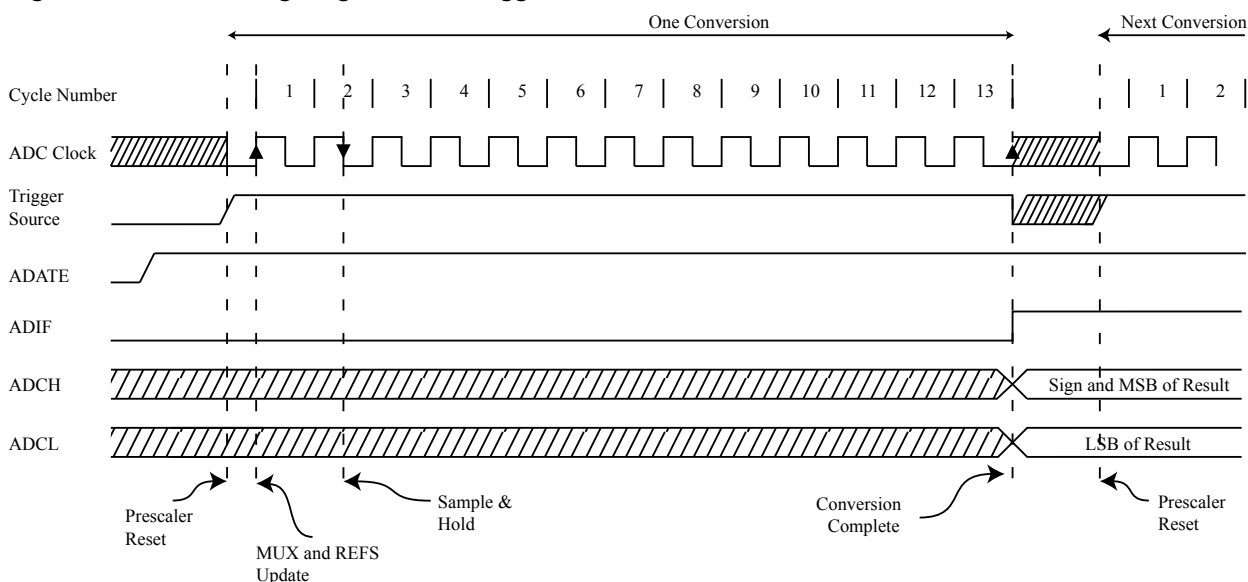 One Conversion
Next Conversion
Cycle Number
1 2 3 4 5 6 7 8 9 10 11 12 13 1 2
ADC Clock
Trigger
Source
ADATE
ADIF
ADCH
Sign and MSB of Result
ADCL
LSB of Result
Prescaler
Reset
MUX and REFS
Update
Sample &
Hold
Conversion
Complete
Prescaler
Reset